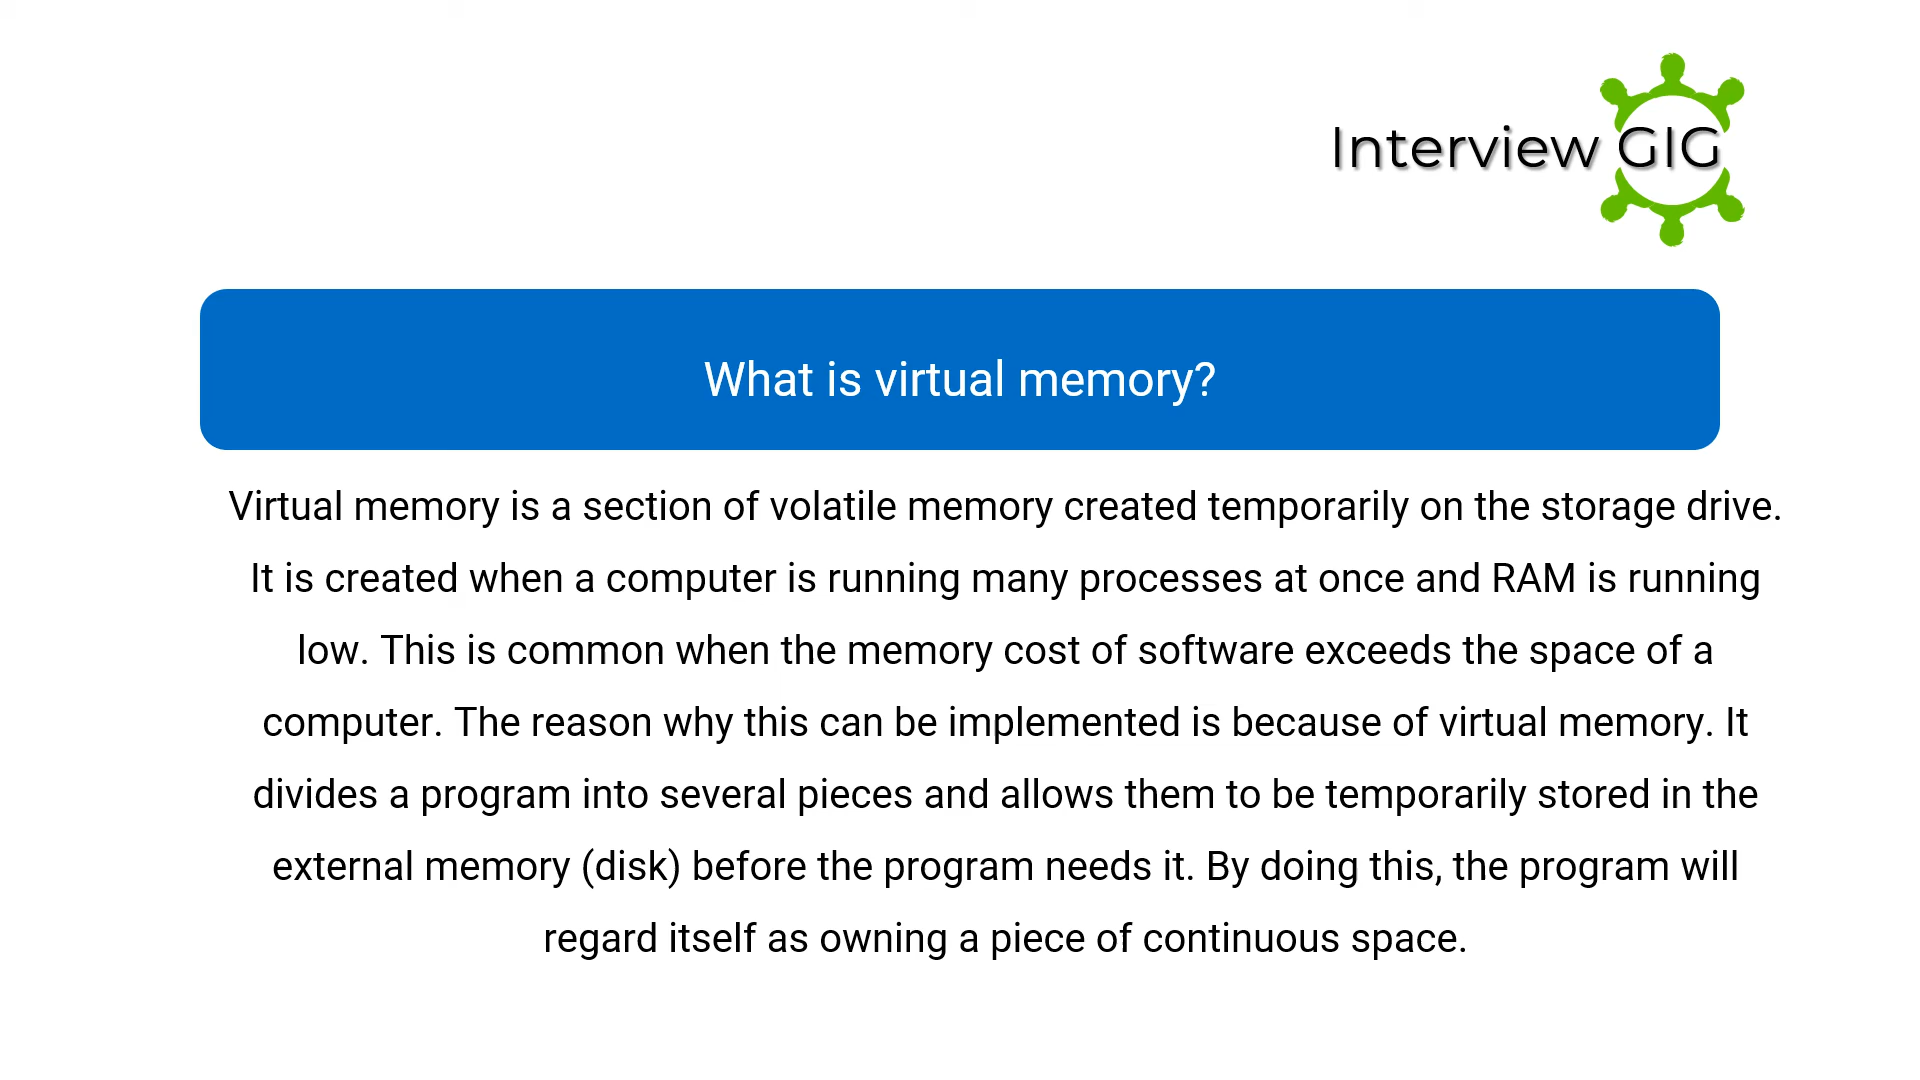 Interview GIG
What is virtual memory?
Virtual memory is a section of volatile memory created temporarily on the storage drive.
It is created when a computer is running many processes at once and RAM is running
low. This is common when the memory cost of software exceeds the space of a
computer. The reason why this can be implemented is because of virtual memory. It
divides a program into several pieces and allows them to be temporarily stored in the
external memory (disk) before the program needs it. By doing this, the program will
regard itself as owning a piece of continuous space.